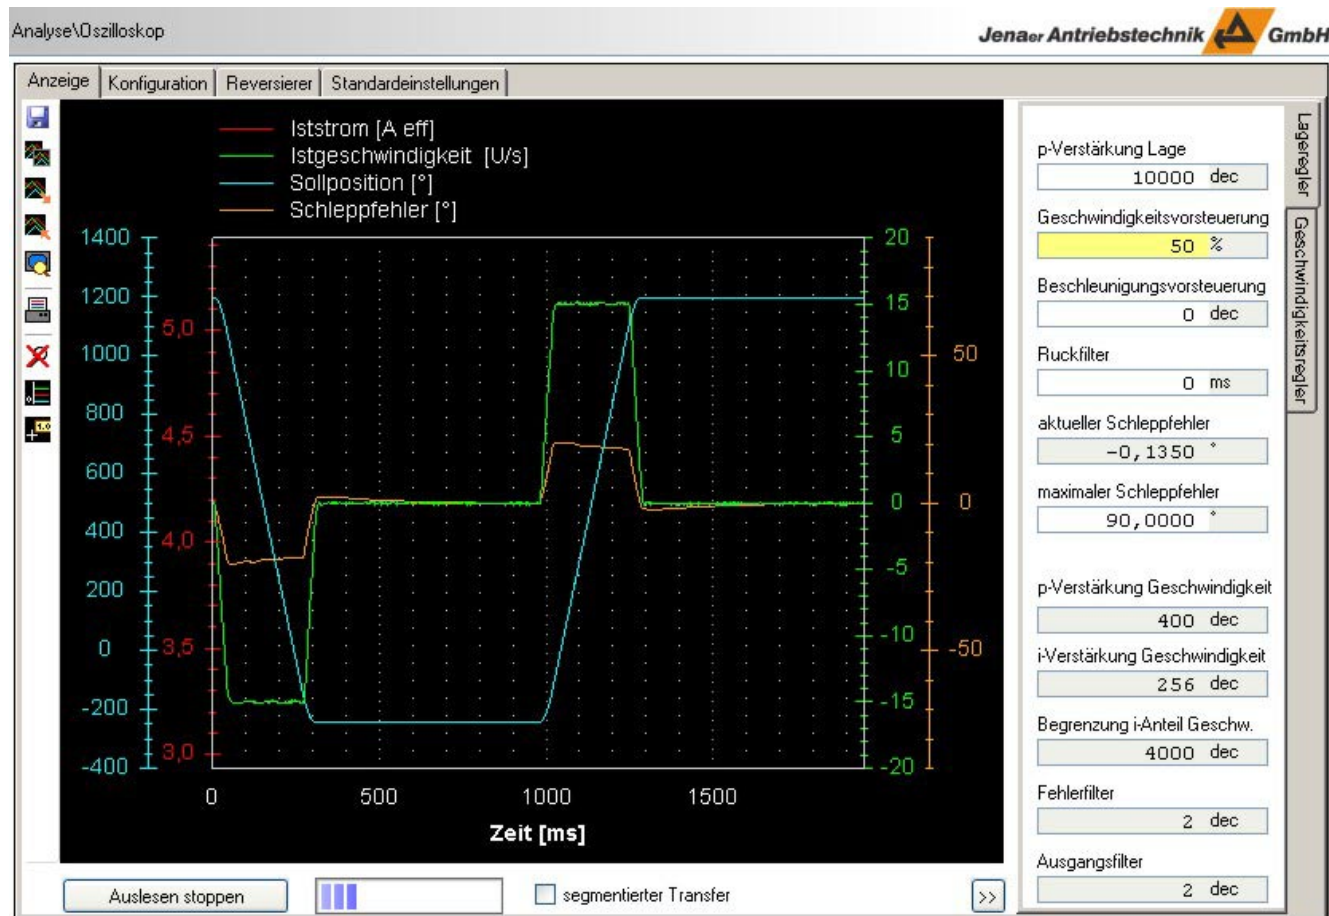 Analyse\Oszilloskop
Jenaer Antriebstechnik GmbH
Anzeige Konfiguration Reversierer Standardeinstellungen
Iststrom [A eff]
Istgeschwindigkeit [U/s]
Sollposition [°]
Schleppfehler [°]
1400
1200
1000
800
600
400
200
0
-200
-400
5,0
4,5
4,0
3,5
3,0
20
15
10
5
0
-5
-10
-15
-20
50
0
-50
0 500 1000 1500
Zeit [ms]
Auslesen stoppen
segmentierter Transfer
>>
p-Verstärkung Lage
10000 dec
Geschwindigkeitsvorsteuerung
50 %
Beschleunigungsvorsteuerung
0 dec
Ruckfilter
0 ms
aktueller Schleppfehler
-0,1350 °
maximaler Schleppfehler
90,0000 °
p-Verstärkung Geschwindigkeit
400 dec
i-Verstärkung Geschwindigkeit
256 dec
Begrenzung i-Anteil Geschw.
4000 dec
Fehlerfilter
2 dec
Ausgangsfilter
2 dec
Lageregler
Geschwindigkeitsregler